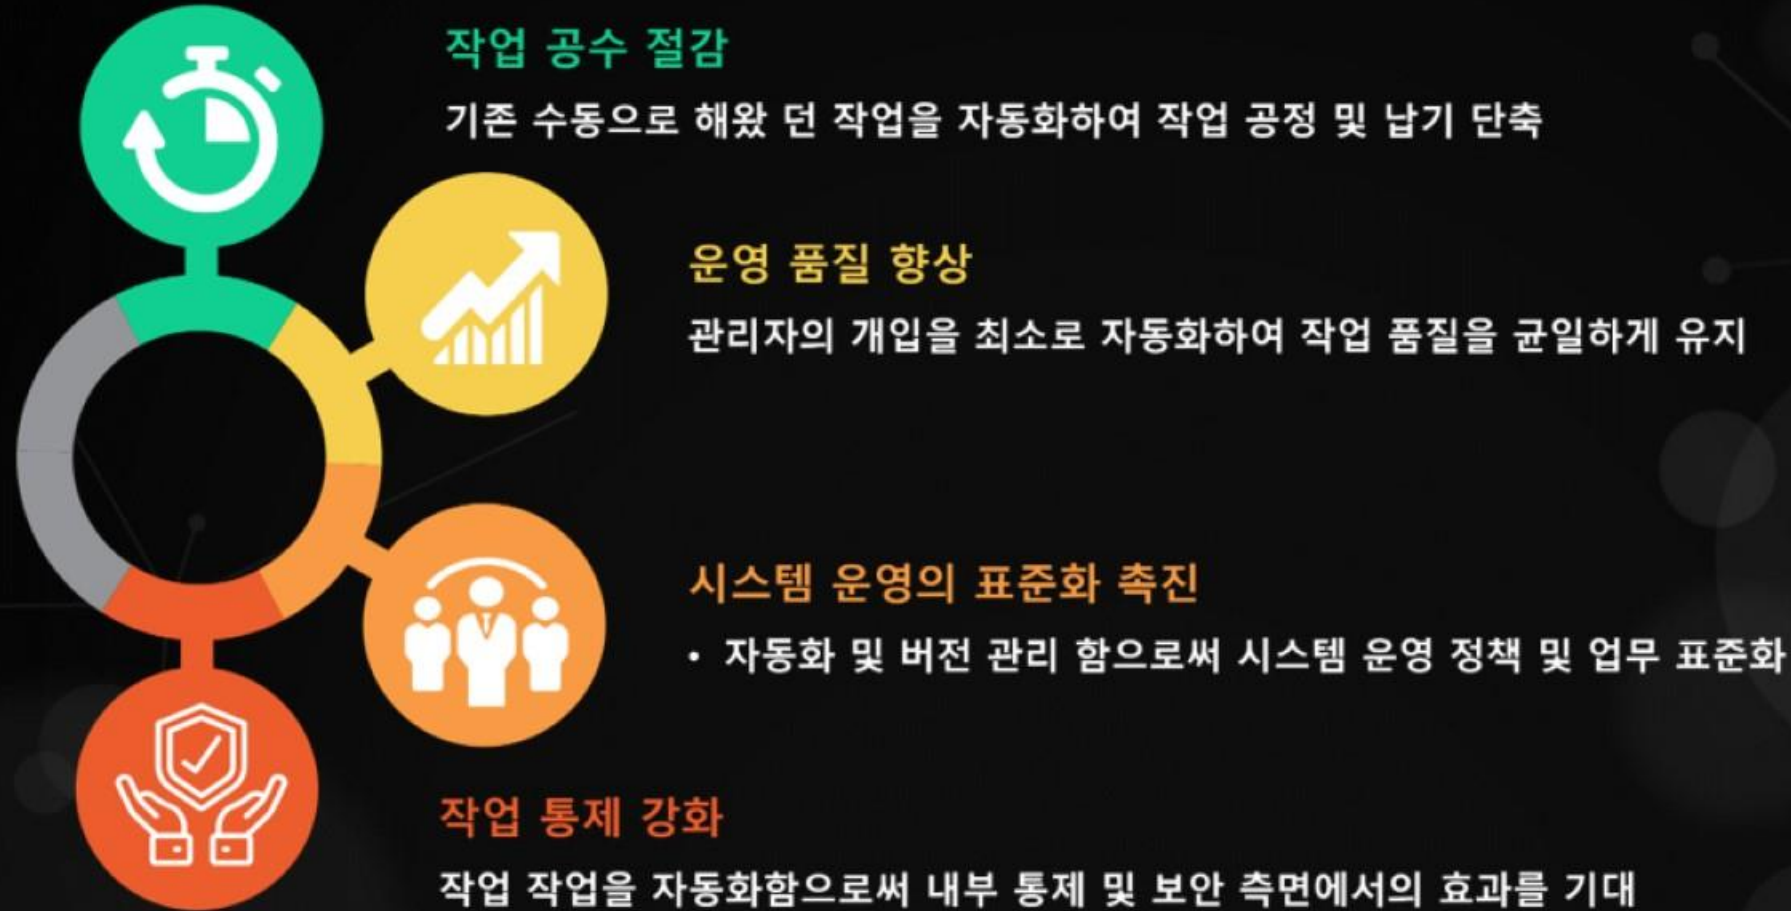 작업 공수 절감
기존 수동으로 해왔 던 작업을 자동화하여 작업 공정 및 납기 단축
운영 품질 향상
관리자의 개입을 최소로 자동화하여 작업 품질을 균일하게 유지
시스템 운영의 표준화 촉진
• 자동화 및 버전 관리 함으로써 시스템 운영 정책 및 업무 표준화
작업 통제 강화
작업 작업을 자동화함으로써 내부 통제 및 보안 측면에서의 효과를 기대